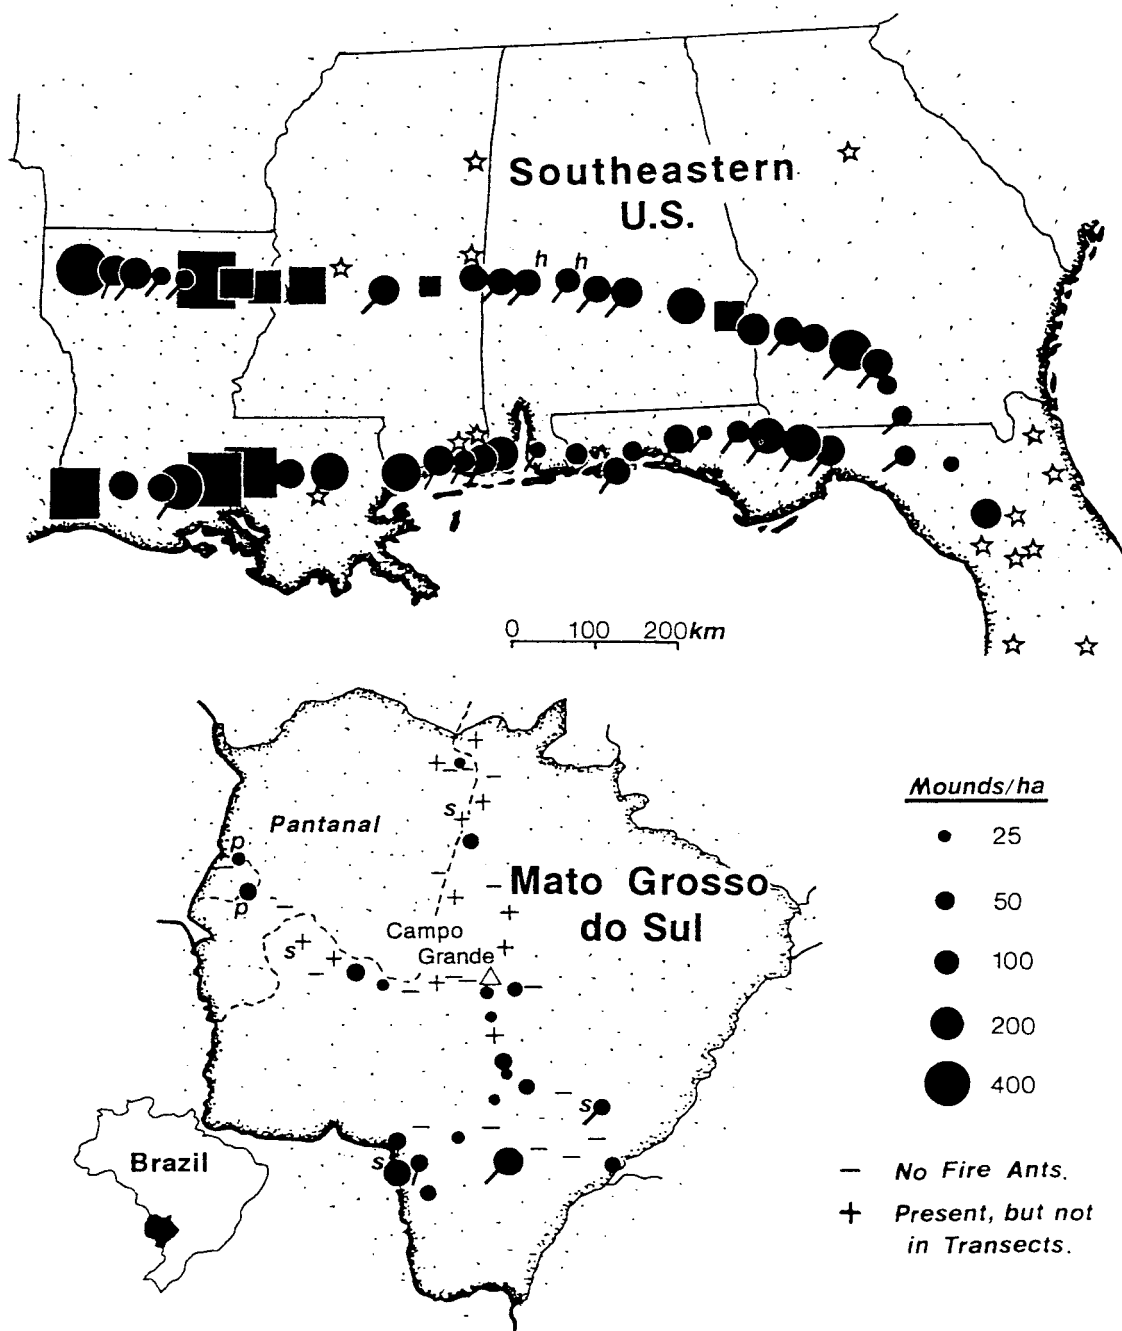 Southeastern
U.S.
h h
0 100 200km
Pantanal
s
p
p
Mato Grosso
do Sul
Campo
Grande
s
s
s
Brazil
Mounds/ha
25
50
100
200
400
− No Fire Ants.
+ Present, but not
in Transects.